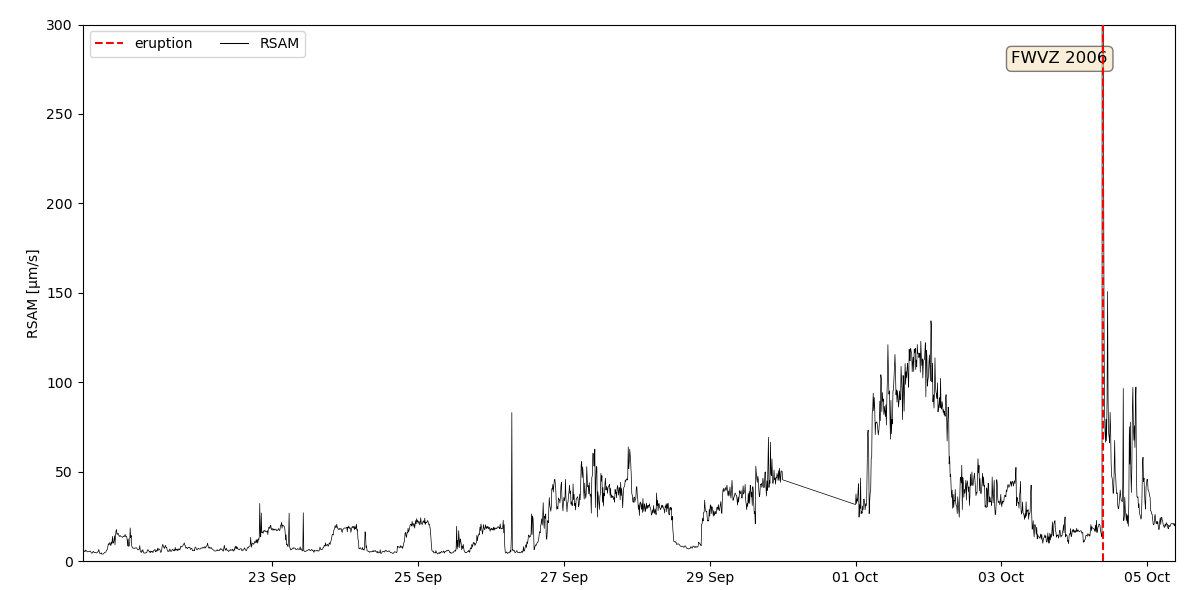 300
250
200
150
100
50
0
RSAM [µm/s]
eruption
RSAM
FWVZ 2006
23 Sep
25 Sep
27 Sep
29 Sep
01 Oct
03 Oct
05 Oct